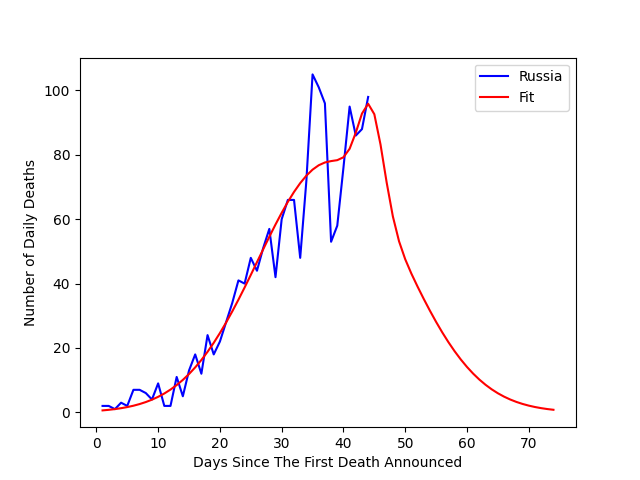 Russia
Fit
Number of Daily Deaths
100
80
60
40
20
0
0 10 20 30 40 50 60 70
Days Since The First Death Announced